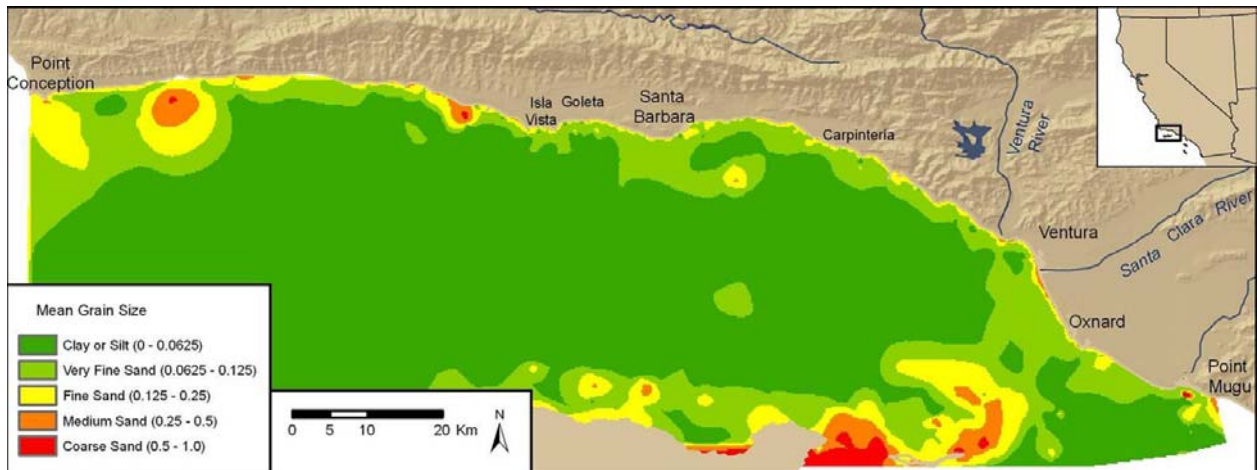 Point
Conception
Isla
Vista
Goleta
Santa
Barbara
Carpinteria
Ventura
River
Ventura
Santa Clara River
Oxnard
Point
Mugu
Mean Grain Size
Clay or Silt (0 - 0.0625)
Very Fine Sand (0.0625 - 0.125)
Fine Sand (0.125 - 0.25)
Medium Sand (0.25 - 0.5)
Coarse Sand (0.5 - 1.0)
0 5 10 20 Km
N